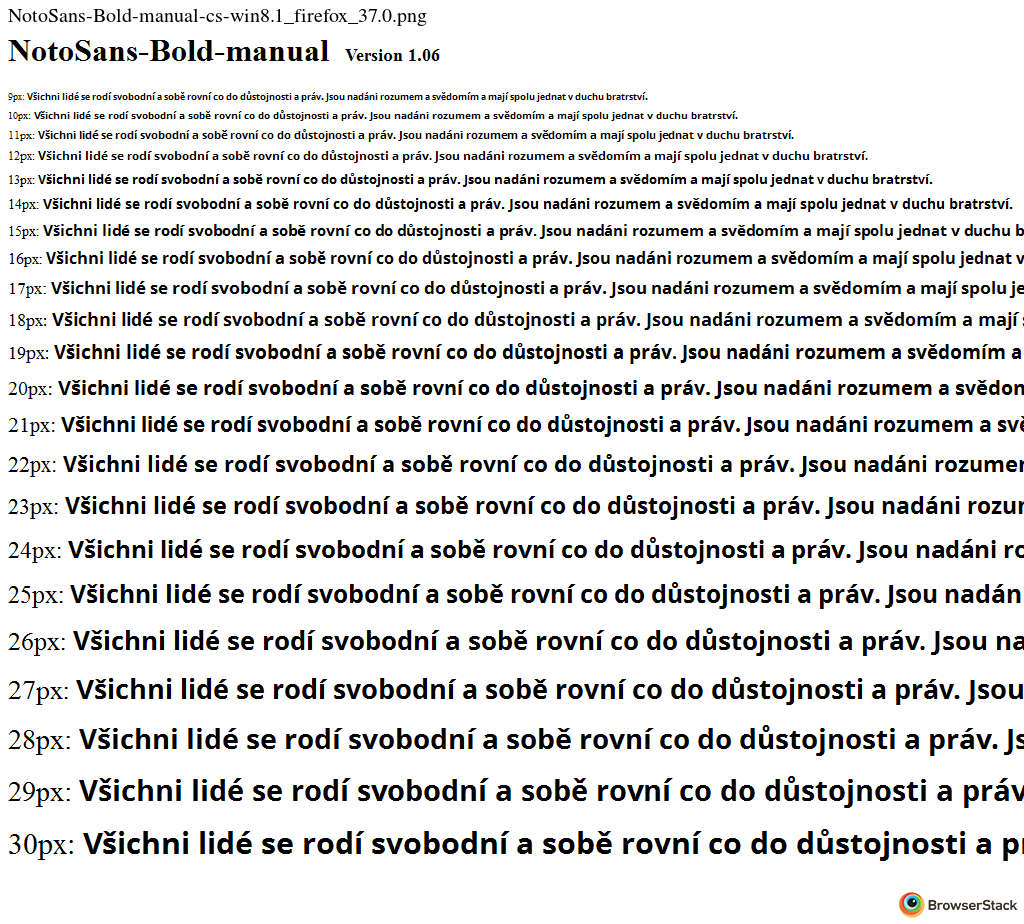 NotoSans-Bold-manual-cs-win8.1_firefox_37.0.png
NotoSans-Bold-manual Version 1.06
9px: Všichni lidé se rodí svobodní a sobě rovní co do důstojnosti a práv. Jsou nadáni rozumem a svědomím a mají spolu jednat v duchu bratrství.
10px: Všichni lidé se rodí svobodní a sobě rovní co do důstojnosti a práv. Jsou nadáni rozumem a svědomím a mají spolu jednat v duchu bratrství.
11px: Všichni lidé se rodí svobodní a sobě rovní co do důstojnosti a práv. Jsou nadáni rozumem a svědomím a mají spolu jednat v duchu bratrství.
12px: Všichni lidé se rodí svobodní a sobě rovní co do důstojnosti a práv. Jsou nadáni rozumem a svědomím a mají spolu jednat v duchu bratrství.
13px: Všichni lidé se rodí svobodní a sobě rovní co do důstojnosti a práv. Jsou nadáni rozumem a svědomím a mají spolu jednat v duchu bratrství.
14px: Všichni lidé se rodí svobodní a sobě rovní co do důstojnosti a práv. Jsou nadáni rozumem a svědomím a mají spolu jednat v duchu bratrství.
15px: Všichni lidé se rodí svobodní a sobě rovní co do důstojnosti a práv. Jsou nadáni rozumem a svědomím a mají spolu jednat v duchu b
16px: Všichni lidé se rodí svobodní a sobě rovní co do důstojnosti a práv. Jsou nadáni rozumem a svědomím a mají spolu jednat v
17px: Všichni lidé se rodí svobodní a sobě rovní co do důstojnosti a práv. Jsou nadáni rozumem a svědomím a mají spolu je
18px: Všichni lidé se rodí svobodní a sobě rovní co do důstojnosti a práv. Jsou nadáni rozumem a svědomím a mají s
19px: Všichni lidé se rodí svobodní a sobě rovní co do důstojnosti a práv. Jsou nadáni rozumem a svědomím a
20px: Všichni lidé se rodí svobodní a sobě rovní co do důstojnosti a práv. Jsou nadáni rozumem a svědom
21px: Všichni lidé se rodí svobodní a sobě rovní co do důstojnosti a práv. Jsou nadáni rozumem a svě
22px: Všichni lidé se rodí svobodní a sobě rovní co do důstojnosti a práv. Jsou nadáni rozumem
23px: Všichni lidé se rodí svobodní a sobě rovní co do důstojnosti a práv. Jsou nadáni rozum
24px: Všichni lidé se rodí svobodní a sobě rovní co do důstojnosti a práv. Jsou nadáni ro
25px: Všichni lidé se rodí svobodní a sobě rovní co do důstojnosti a práv. Jsou nadán
26px: Všichni lidé se rodí svobodní a sobě rovní co do důstojnosti a práv. Jsou na
27px: Všichni lidé se rodí svobodní a sobě rovní co do důstojnosti a práv. Jsou
28px: Všichni lidé se rodí svobodní a sobě rovní co do důstojnosti a práv. Js
29px: Všichni lidé se rodí svobodní a sobě rovní co do důstojnosti a práv
30px: Všichni lidé se rodí svobodní a sobě rovní co do důstojnosti a p
BrowserStack